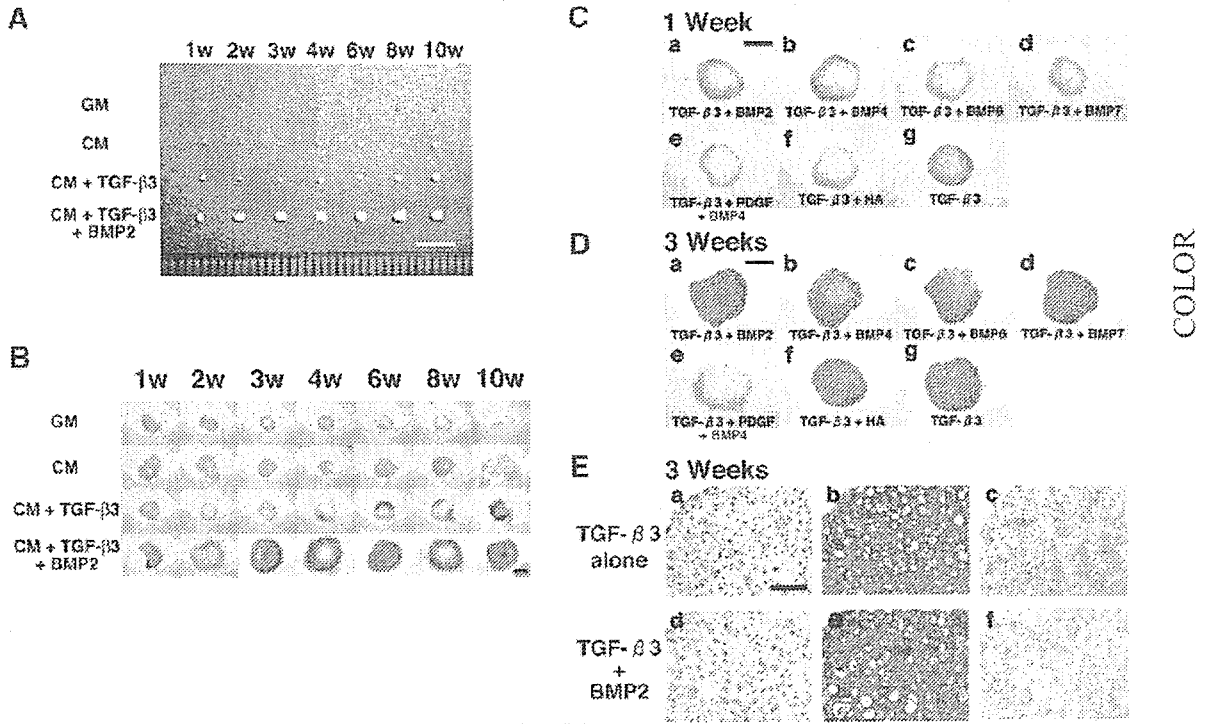 A
1w 2w 3w 4w 6w 8w 10w
GM
CM
CM + TGF-β3
CM + TGF-β3
+ BMP2
B
1w 2w 3w 4w 6w 8w 10w
GM
CM
CM + TGF-β3
CM + TGF-β3
+ BMP2
C
1 Week
a b c d
TGF-β3 + BMP2 TGF-β3 + BMP4 TGF-β3 + BMP6 TGF-β3 + BMP7
e f g
TGF-β3 + PDGF TGF-β3 + HA TGF-β3
+ BMP4
D
3 Weeks
a b c d
TGF-β3 + BMP2 TGF-β3 + BMP4 TGF-β3 + BMP6 TGF-β3 + BMP7
e f g
TGF-β3 + PDGF TGF-β3 + HA TGF-β3
+ BMP4
E
3 Weeks
a b c
TGF-β3
alone
d e f
TGF-β3
+
BMP2
COLOR